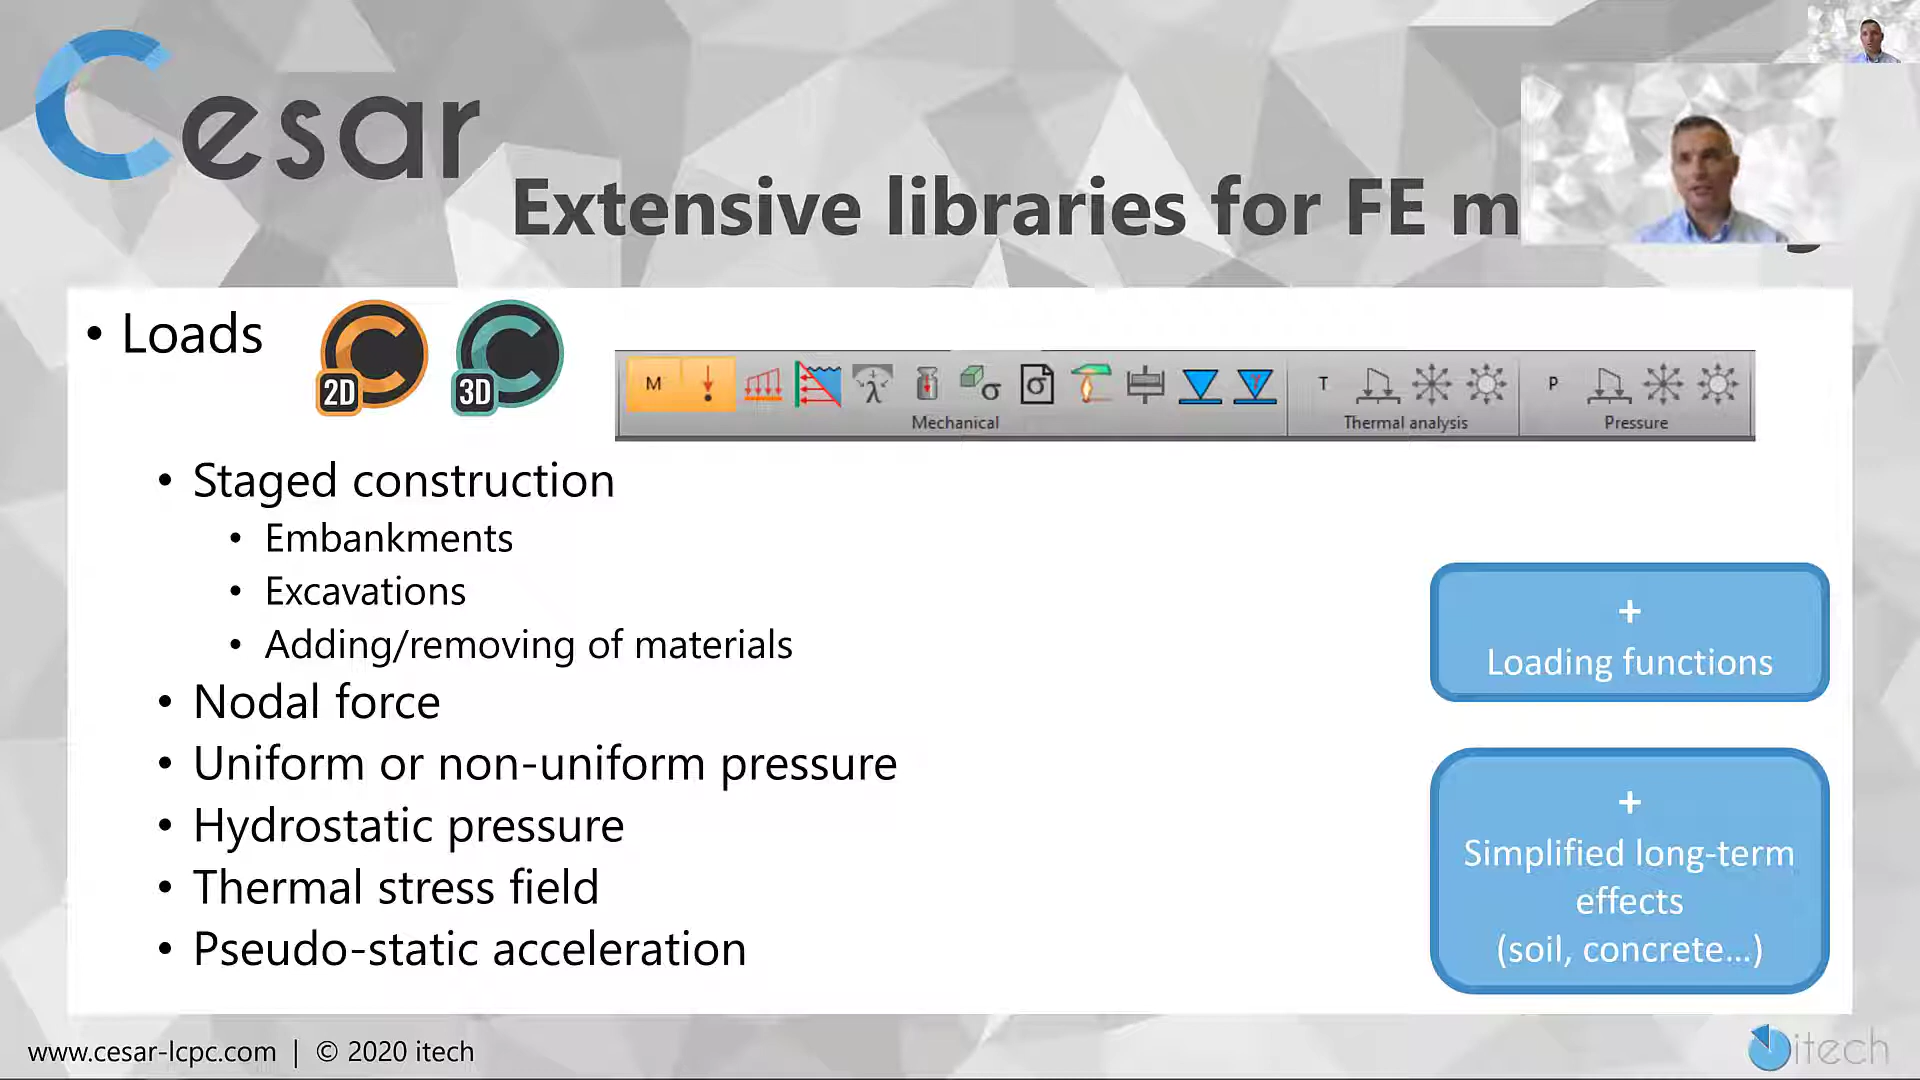 Cesar
Extensive libraries for FE m
• Loads
2D
3D
M
σ
σ
γ
T
P
Mechanical
Thermal analysis
Pressure
• Staged construction
• Embankments
• Excavations
• Adding/removing of materials
• Nodal force
• Uniform or non-uniform pressure
• Hydrostatic pressure
• Thermal stress field
• Pseudo-static acceleration
+
Loading functions
+
Simplified long-term
effects
(soil, concrete...)
www.cesar-lcpc.com | © 2020 itech
itech